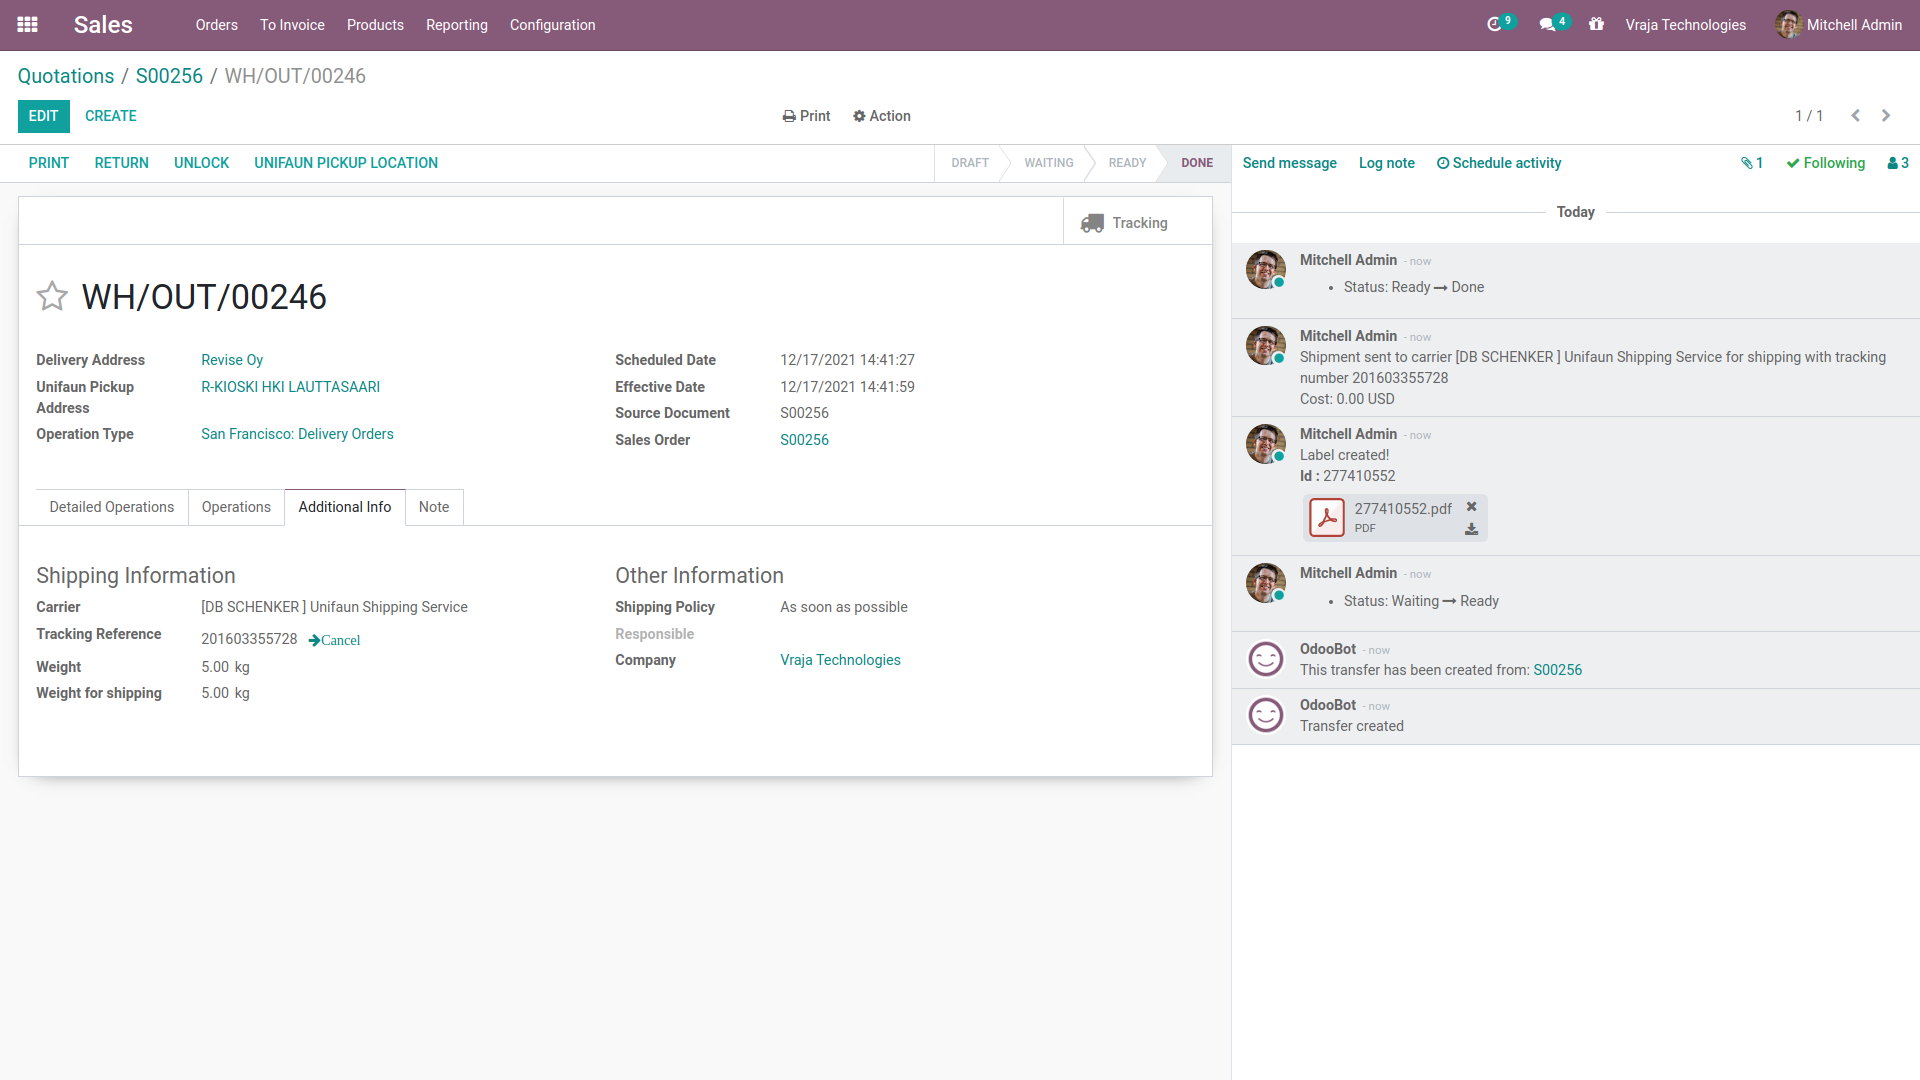 Sales Orders To Invoice Products Reporting Configuration 9 4 Vraja Technologies Mitchell Admin
Quotations / S00256 / WH/OUT/00246
EDIT CREATE Print Action 1 / 1
PRINT RETURN UNLOCK UNIFAUN PICKUP LOCATION DRAFT WAITING READY DONE
Tracking
WH/OUT/00246
Delivery Address Revise Oy
Unifaun Pickup Address R-KIOSKI HKI LAUTTASAARI
Operation Type San Francisco: Delivery Orders
Scheduled Date 12/17/2021 14:41:27
Effective Date 12/17/2021 14:41:59
Source Document S00256
Sales Order S00256
Detailed Operations Operations Additional Info Note
Shipping Information
Carrier [DB SCHENKER ] Unifaun Shipping Service
Tracking Reference 201603355728 Cancel
Weight 5.00 kg
Weight for shipping 5.00 kg
Other Information
Shipping Policy As soon as possible
Responsible
Company Vraja Technologies
Send message Log note Schedule activity 1 Following 3
Today
Mitchell Admin - now
• Status: Ready → Done
Mitchell Admin - now
Shipment sent to carrier [DB SCHENKER ] Unifaun Shipping Service for shipping with tracking
number 201603355728
Cost: 0.00 USD
Mitchell Admin - now
Label created!
Id : 277410552
277410552.pdf
PDF
Mitchell Admin - now
• Status: Waiting → Ready
OdooBot - now
This transfer has been created from: S00256
OdooBot - now
Transfer created